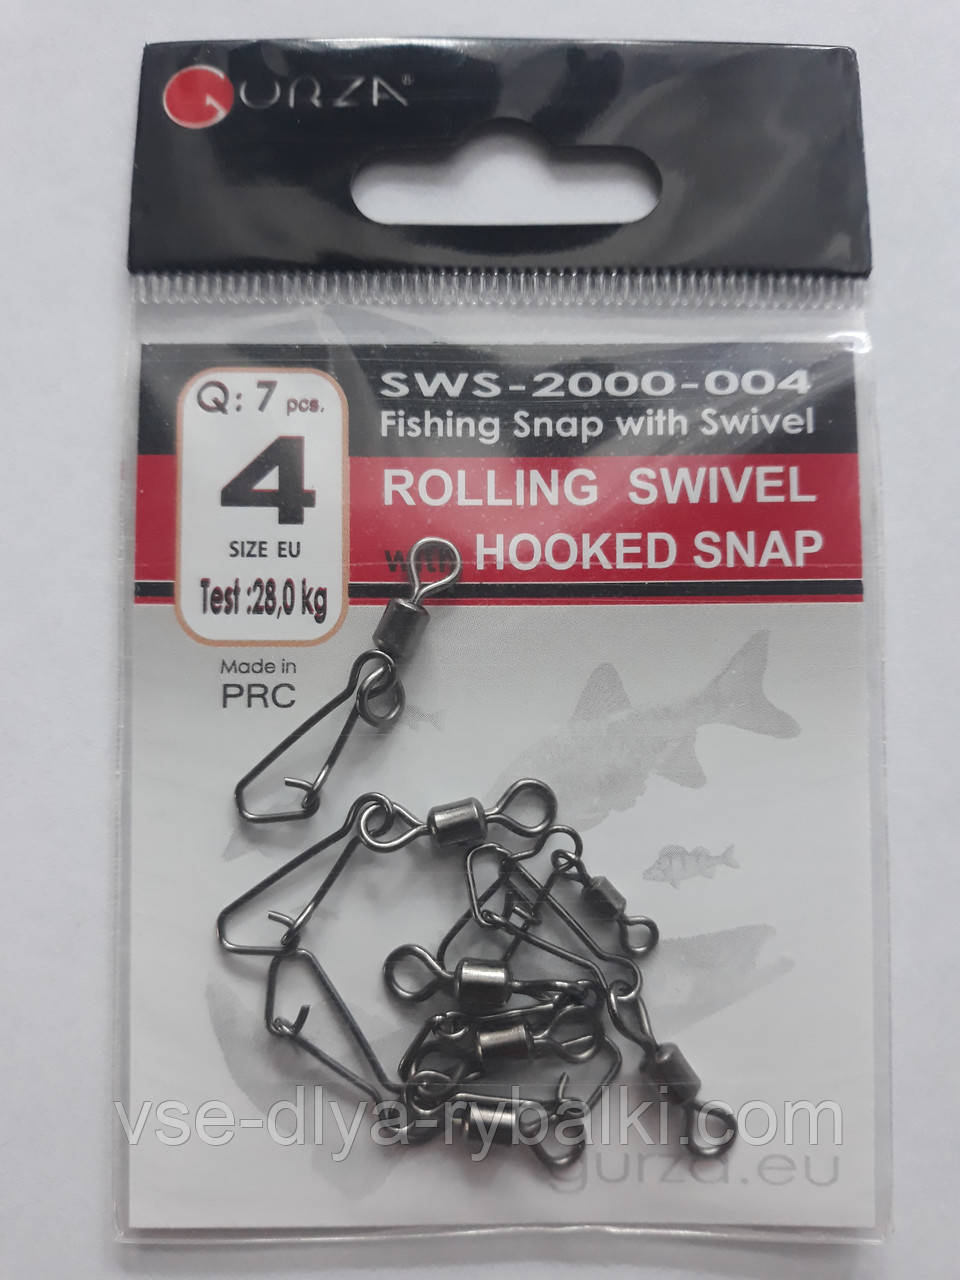 GURZA®
Q: 7 pcs.
4
SIZE EU
Test :28,0 kg
SWS-2000-004
Fishing Snap with Swivel
ROLLING SWIVEL
with HOOKED SNAP
Made in
PRC
vse-dlya-rybalki.com
gurza.eu